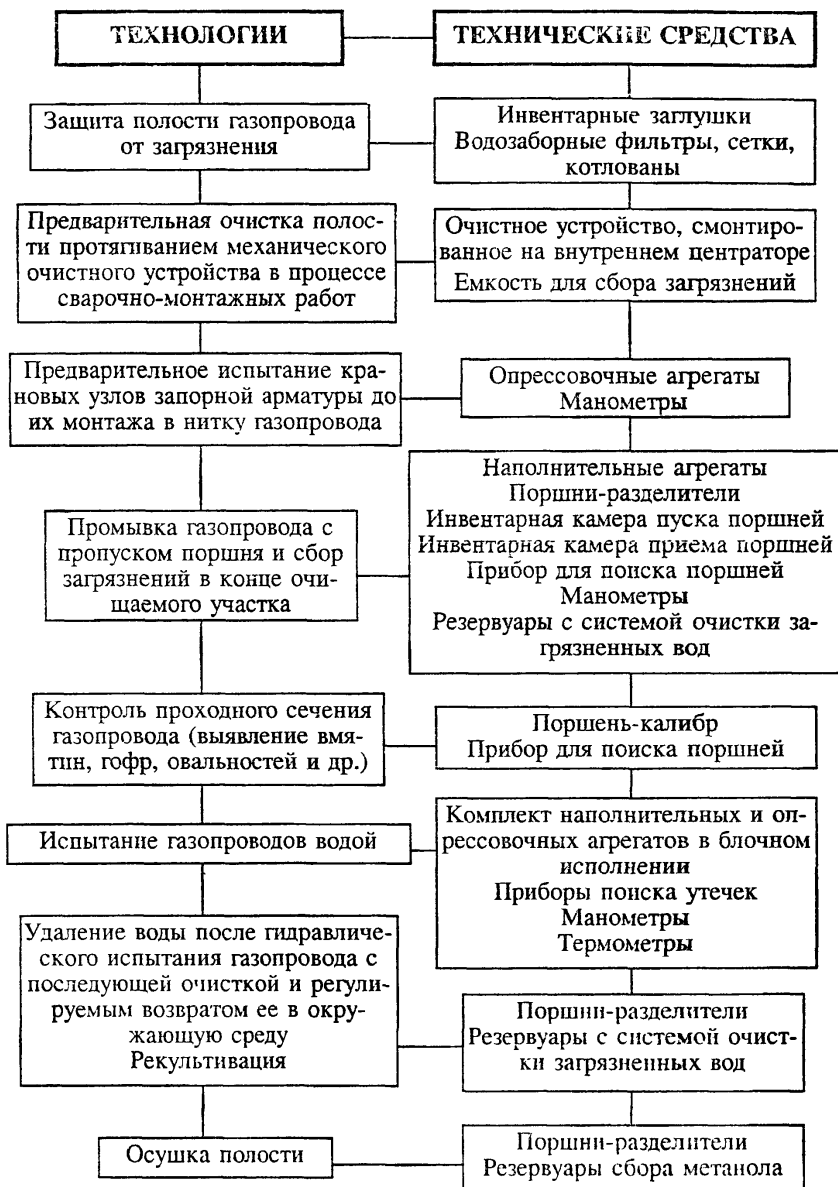 ТЕХНОЛОГИИ
ТЕХНИЧЕСКИЕ СРЕДСТВА
Защита полости газопровода
от загрязнения
Инвентарные заглушки
Водозаборные фильтры, сетки,
котлованы
Предварительная очистка полос-
ти протягиванием механического
очистного устройства в процессе
сварочно-монтажных работ
Очистное устройство, смонтиро-
ванное на внутреннем центраторе
Емкость для сбора загрязнений
Предварительное испытание кра-
новых узлов запорной арматуры до
их монтажа в нитку газопровода
Опрессовочные агрегаты
Манометры
Промывка газопровода с
пропуском поршня и сбор
загрязнений в конце очи-
щаемого участка
Наполнительные агрегаты
Поршни-разделители
Инвентарная камера пуска поршней
Инвентарная камера приема поршней
Прибор для поиска поршней
Манометры
Резервуары с системой очистки за-
грязненных вод
Контроль проходного сечения
газопровода (выявление вмя-
тин, гофр, овальностей и др.)
Поршень-калибр
Прибор для поиска поршней
Испытание газопроводов водой
Комплект наполнительных и оп-
рессовочных агрегатов в блочном
исполнении
Приборы поиска утечек
Манометры
Термометры
Удаление воды после гидравличе-
ского испытания газопровода с
последующей очисткой и регули-
руемым возвратом ее в окру-
жающую среду
Рекультивация
Поршни-разделители
Резервуары с системой очист-
ки загрязненных вод
Осушка полости
Поршни-разделители
Резервуары сбора метанола